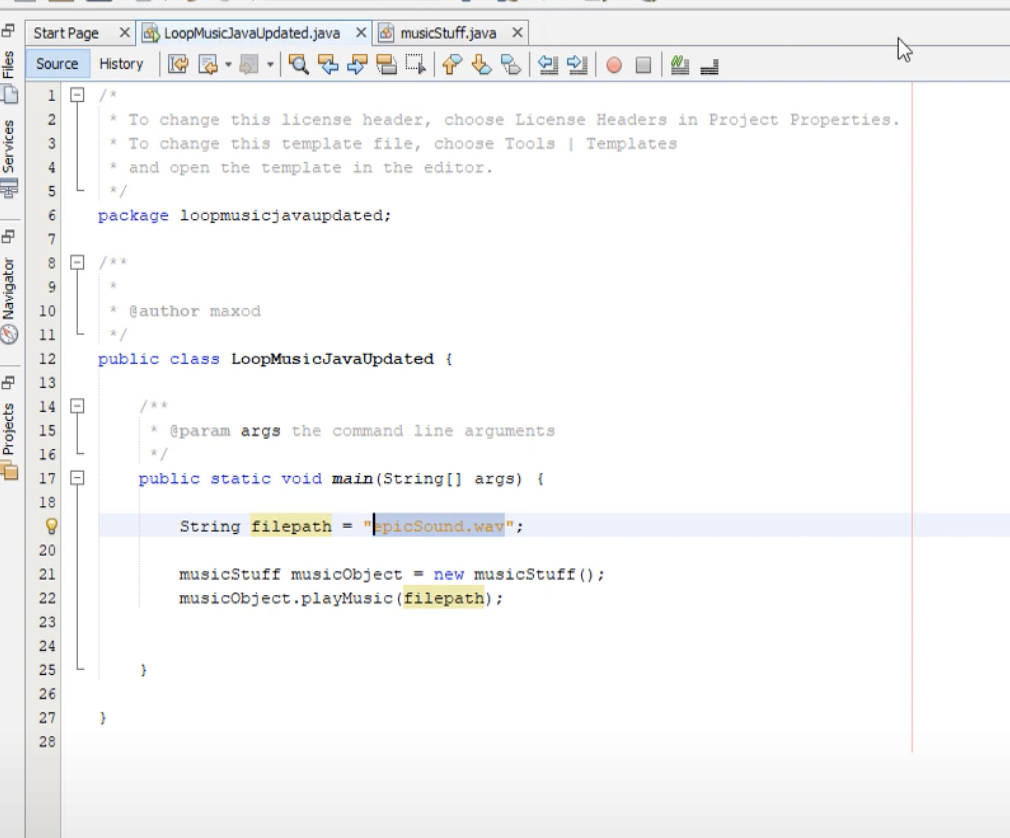 Start Page
LoopMusicJavaUpdated.java
musicStuff.java
Source
History
Files
Services
Navigator
Projects
1 /*
2  * To change this license header, choose License Headers in Project Properties.
3  * To change this template file, choose Tools | Templates
4  * and open the template in the editor.
5  */
6 package loopmusicjavaupdated;
7
8 /**
9  *
10  * @author maxod
11  */
12 public class LoopMusicJavaUpdated {
13
14     /**
15      * @param args the command line arguments
16      */
17     public static void main(String[] args) {
18
        String filepath = "epicSound.wav";
20
21         musicStuff musicObject = new musicStuff();
22         musicObject.playMusic(filepath);
23
24
25     }
26
27 }
28